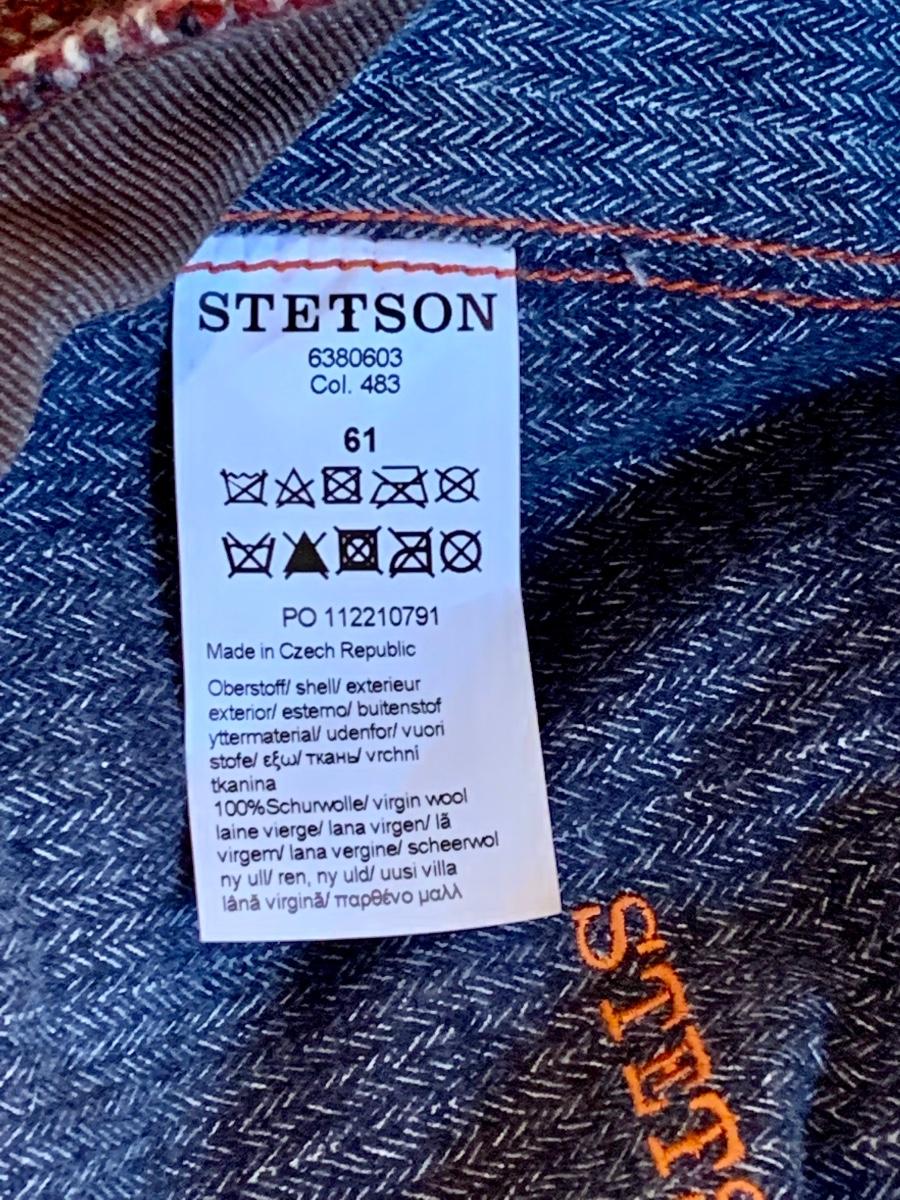 STETSON
6380603
Col. 483
61
PO 112210791
Made in Czech Republic
Oberstoff/ shell/ exterieur
exterior/ esterno/ buitenstof
yttermaterial/ udenfor/ vuori
stofe/ εξω/ ткань/ vrchni
tkanina
100%Schurwolle/ virgin wool
laine vierge/ lana virgen/ lã
virgem/ lana vergine/ scheerwol
ny ull/ ren, ny uld/ uusi villa
lână virgină/ παρθένο μαλλ
STET